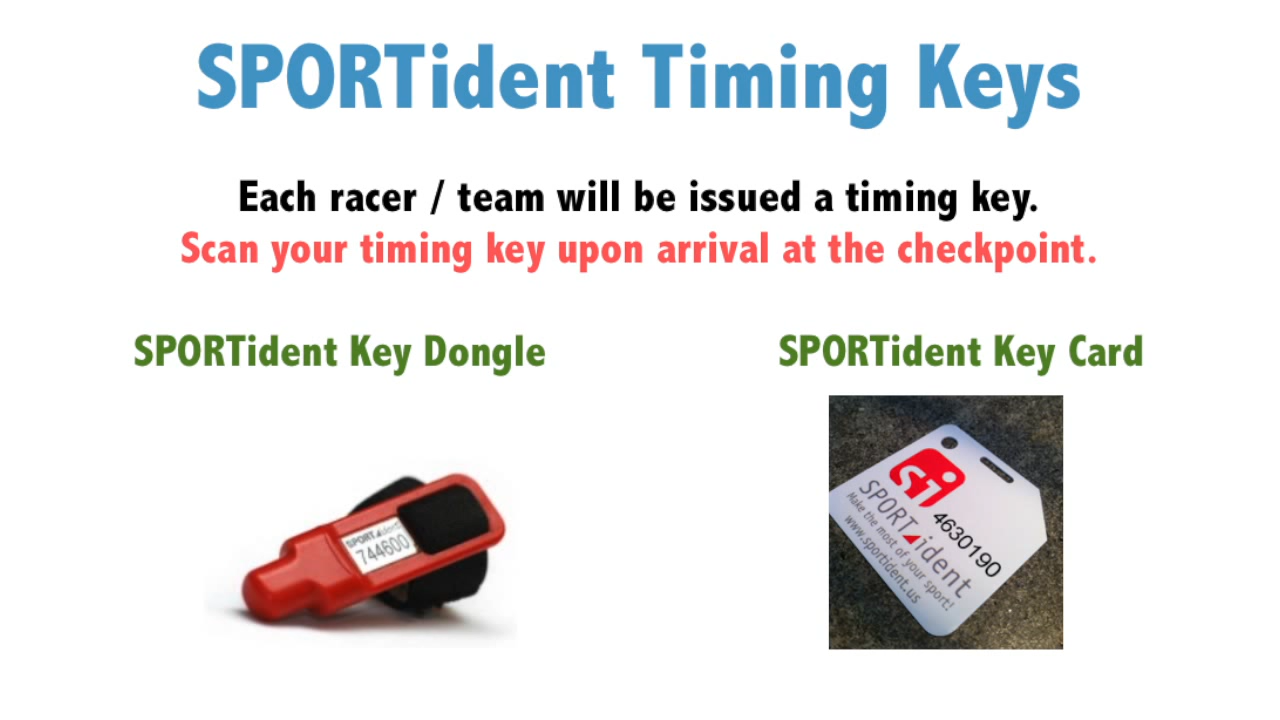 SPORTident Timing Keys
Each racer / team will be issued a timing key.
Scan your timing key upon arrival at the checkpoint.
SPORTident Key Dongle
SPORTident Key Card
SPORTident
744600
si
SPORTident
4630190
Make the most of your sport!
www.sportident.us